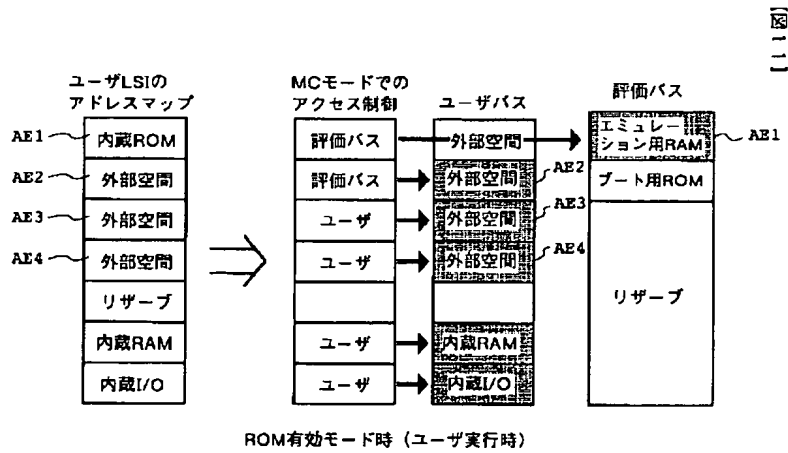 【図一一】
ユーザLSIの
アドレスマップ
AE1
内蔵ROM
AE2
外部空間
AE3
外部空間
AE4
外部空間
リザーブ
内蔵RAM
内蔵I/O
MCモードでの
アクセス制御
評価バス
評価バス
ユーザ
ユーザ
ユーザ
ユーザ
ユーザバス
外部空間
外部空間
AE2
外部空間
AE3
外部空間
AE4
内蔵RAM
内蔵I/O
評価バス
エミュレー
ション用RAM
AE1
ブート用ROM
リザーブ
ROM有効モード時（ユーザ実行時）